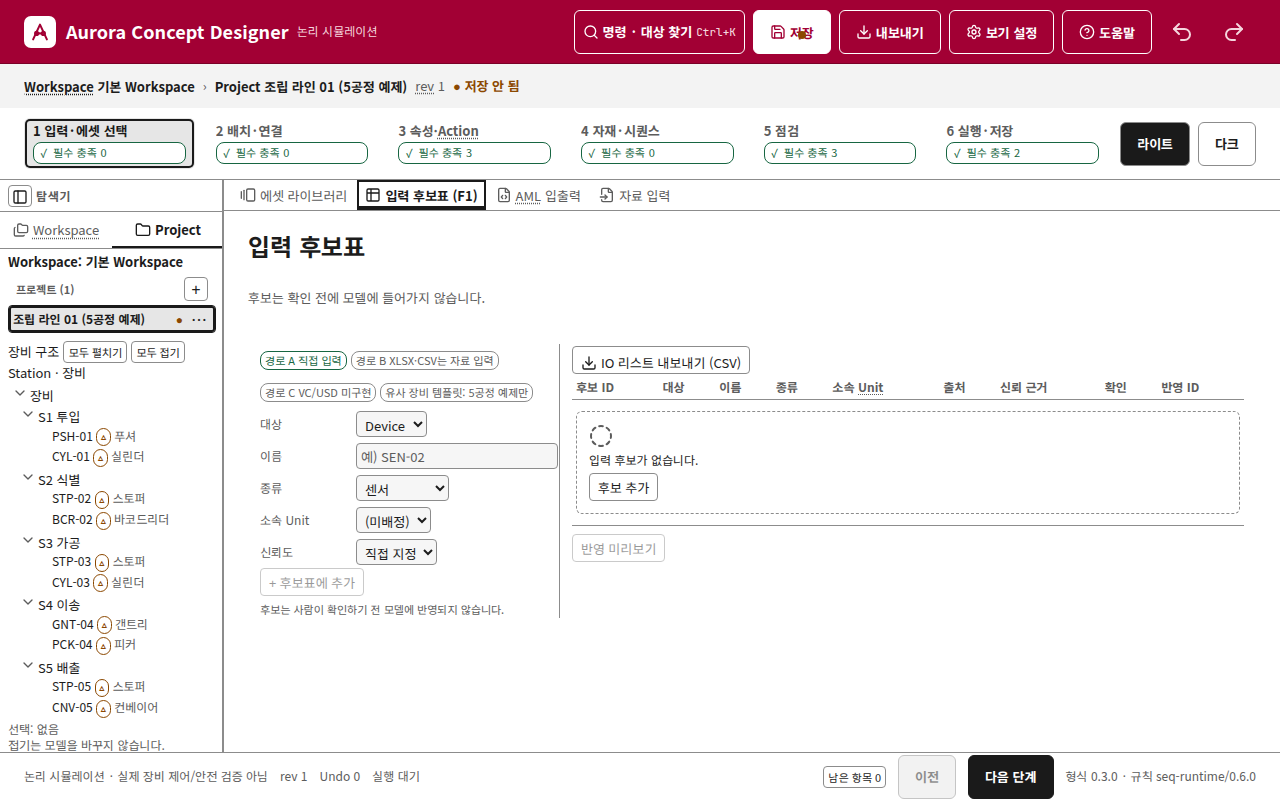 Aurora Concept Designer 논리 시뮬레이션 명령 · 대상 찾기 Ctrl+K 저장 내보내기 보기 설정 도움말
Workspace 기본 Workspace › Project 조립 라인 01 (5공정 예제) rev 1 ● 저장 안 됨
1 입력·에셋 선택 2 배치·연결 3 속성·Action 4 자재·시퀀스 5 점검 6 실행·저장
✓ 필수 충족 0 ✓ 필수 충족 0 ✓ 필수 충족 3 ✓ 필수 충족 0 ✓ 필수 충족 3 ✓ 필수 충족 2 라이트 다크
탐색기
에셋 라이브러리 입력 후보표 (F1) AML 입출력 자료 입력
Workspace Project
Workspace: 기본 Workspace
프로젝트 (1) +
조립 라인 01 (5공정 예제) ● ···
장비 구조 모두 펼치기 모두 접기
Station · 장비
장비
S1 투입
PSH-01 푸셔
CYL-01 실린더
S2 식별
STP-02 스토퍼
BCR-02 바코드리더
S3 가공
STP-03 스토퍼
CYL-03 실린더
S4 이송
GNT-04 갠트리
PCK-04 피커
S5 배출
STP-05 스토퍼
CNV-05 컨베이어
선택: 없음
접기는 모델을 바꾸지 않습니다.
입력 후보표
후보는 확인 전에 모델에 들어가지 않습니다.
경로 A 직접 입력 경로 B XLSX·CSV는 자료 입력
경로 C VC/USD 미구현 유사 장비 템플릿: 5공정 예제만
대상 Device
이름 예) SEN-02
종류 센서
소속 Unit (미배정)
신뢰도 직접 지정
+ 후보표에 추가
후보는 사람이 확인하기 전 모델에 반영되지 않습니다.
IO 리스트 내보내기 (CSV)
후보 ID 대상 이름 종류 소속 Unit 출처 신뢰 근거 확인 반영 ID
입력 후보가 없습니다.
후보 추가
반영 미리보기
논리 시뮬레이션 · 실제 장비 제어/안전 검증 아님 rev 1 Undo 0 실행 대기 남은 항목 0 이전 다음 단계 형식 0.3.0 · 규칙 seq-runtime/0.6.0